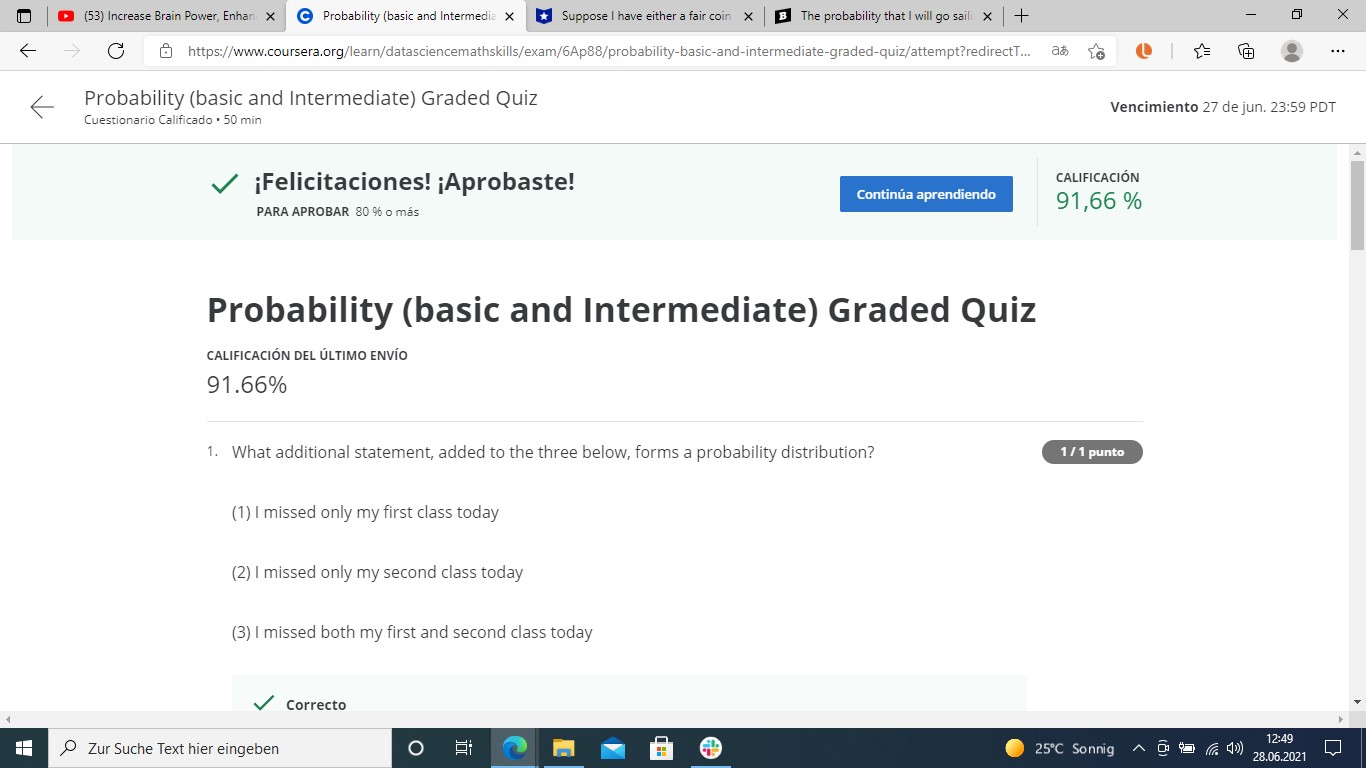 (53) Increase Brain Power, Enhan
Probability (basic and Intermedia
Suppose I have either a fair coin
The probability that I will go saili
https://www.coursera.org/learn/datasciencemathskills/exam/6Ap88/probability-basic-and-intermediate-graded-quiz/attempt?redirectT...
Probability (basic and Intermediate) Graded Quiz
Cuestionario Calificado • 50 min
Vencimiento 27 de jun. 23:59 PDT
¡Felicitaciones! ¡Aprobaste!
PARA APROBAR 80 % o más
Continúa aprendiendo
CALIFICACIÓN
91,66 %
Probability (basic and Intermediate) Graded Quiz
CALIFICACIÓN DEL ÚLTIMO ENVÍO
91.66%
1. What additional statement, added to the three below, forms a probability distribution?
1 / 1 punto
(1) I missed only my first class today
(2) I missed only my second class today
(3) I missed both my first and second class today
Correcto
Zur Suche Text hier eingeben
25°C Sonnig
12:49
28.06.2021